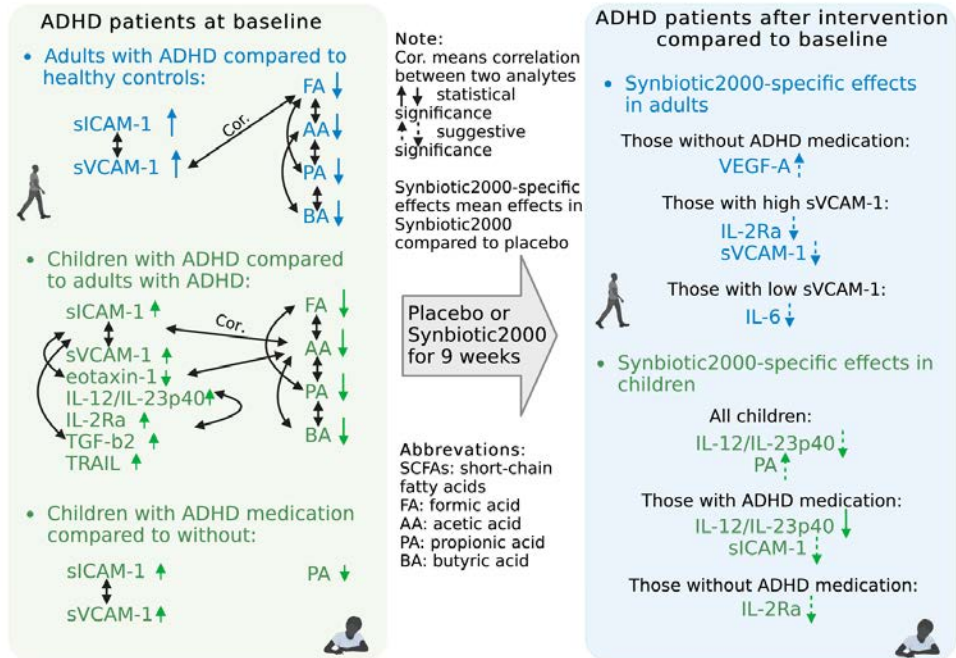 ADHD patients at baseline
• Adults with ADHD compared to
healthy controls:
sICAM-1 ↑
sVCAM-1 ↑
Cor.
FA ↓
AA ↓
PA ↓
BA ↓
• Children with ADHD compared
to adults with ADHD:
sICAM-1 ↑
sVCAM-1 ↑
eotaxin-1 ↓
IL-12/IL-23p40 ↑
IL-2Ra ↑
TGF-b2 ↑
TRAIL ↑
Cor.
FA ↓
AA ↓
PA ↓
BA ↓
• Children with ADHD medication
compared to without:
sICAM-1 ↑
sVCAM-1 ↑
PA ↓
Note:
Cor. means correlation
between two analytes
↑ ↓ statistical
significance
↑ ↓ suggestive
significance
Synbiotic2000-specific
effects mean effects in
Synbiotic2000
compared to placebo
Placebo or
Synbiotic2000
for 9 weeks
Abbrevations:
SCFAs: short-chain
fatty acids
FA: formic acid
AA: acetic acid
PA: propionic acid
BA: butyric acid
ADHD patients after intervention
compared to baseline
• Synbiotic2000-specific effects
in adults
Those without ADHD medication:
VEGF-A ↑
Those with high sVCAM-1:
IL-2Ra ↓
sVCAM-1 ↓
Those with low sVCAM-1:
IL-6 ↓
• Synbiotic2000-specific effects in
children
All children:
IL-12/IL-23p40 ↓
PA ↑
Those with ADHD medication:
IL-12/IL-23p40 ↓
sICAM-1 ↓
Those without ADHD medication:
IL-2Ra ↓